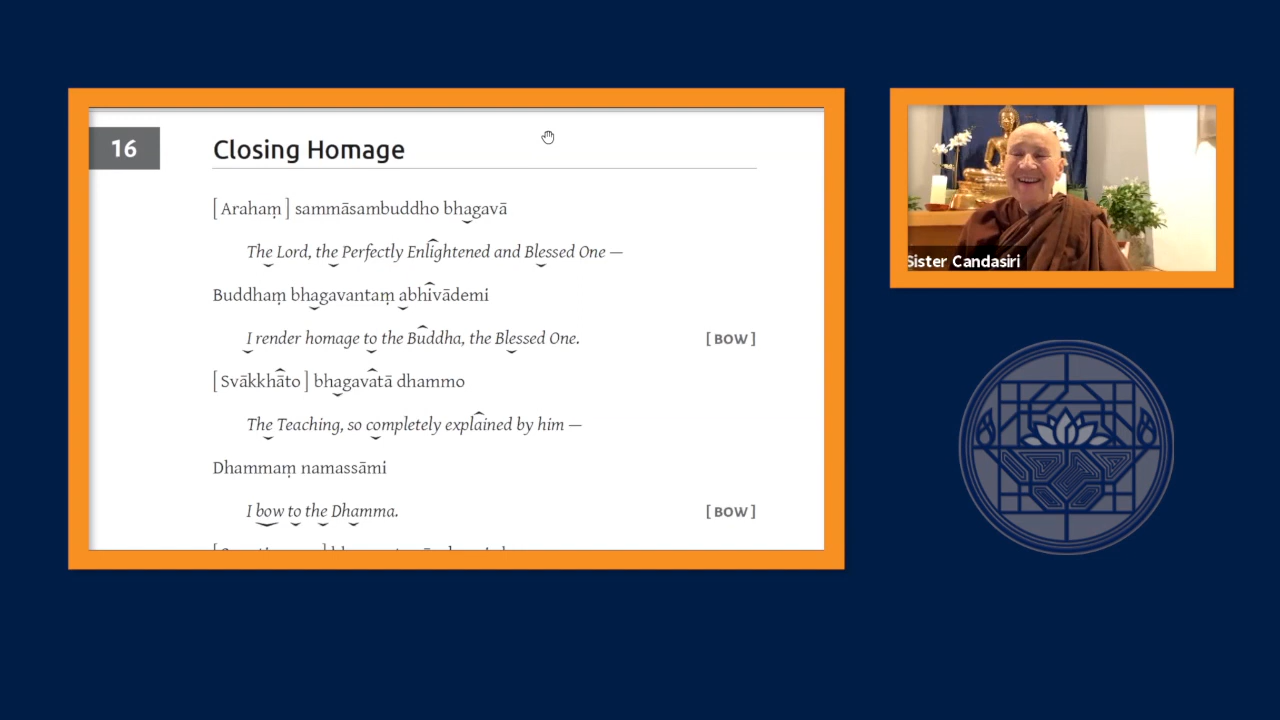 16
Closing Homage
[ Arahaṃ ] sammāsambuddho bhagavā
The Lord, the Perfectly Enlightened and Blessed One —
Buddhaṃ bhagavantaṃ abhivādemi
I render homage to the Buddha, the Blessed One.
[ BOW ]
[ Svākkhāto ] bhagavatā dhammo
The Teaching, so completely explained by him —
Dhammaṃ namassāmi
I bow to the Dhamma.
[ BOW ]
Sister Candasiri